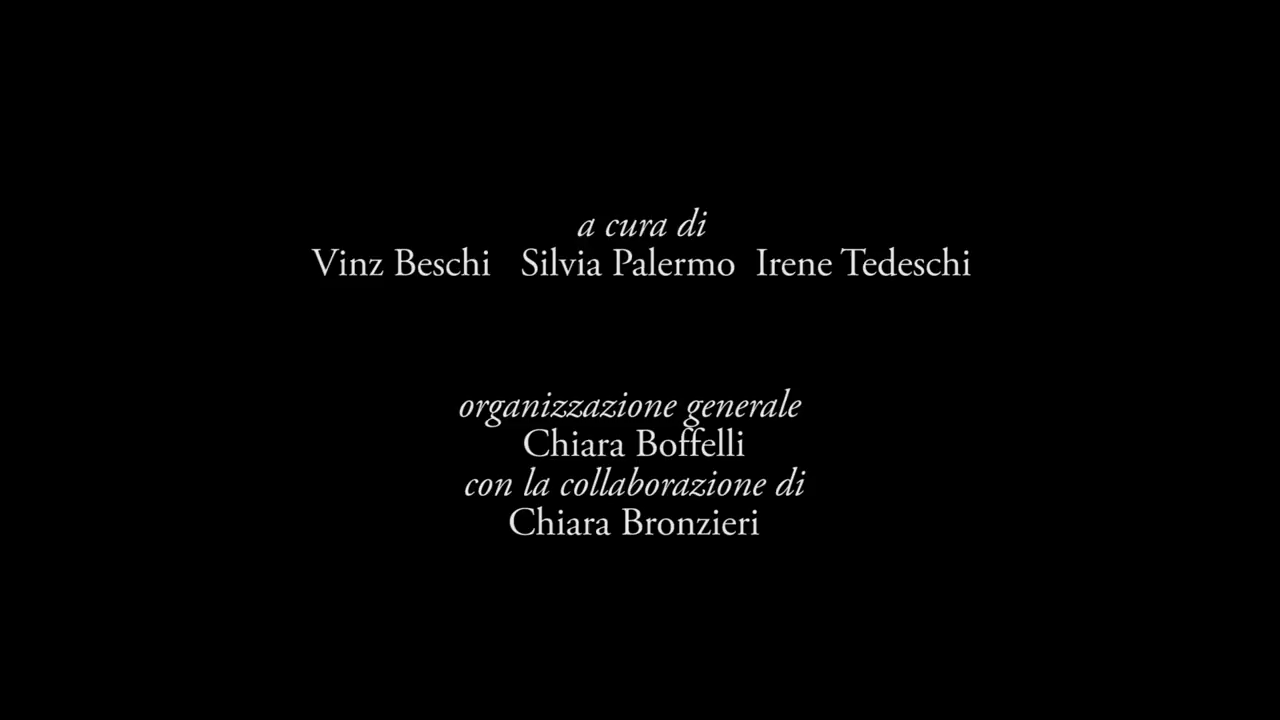 a cura di
Vinz Beschi Silvia Palermo Irene Tedeschi
organizzazione generale
Chiara Boffelli
con la collaborazione di
Chiara Bronzieri